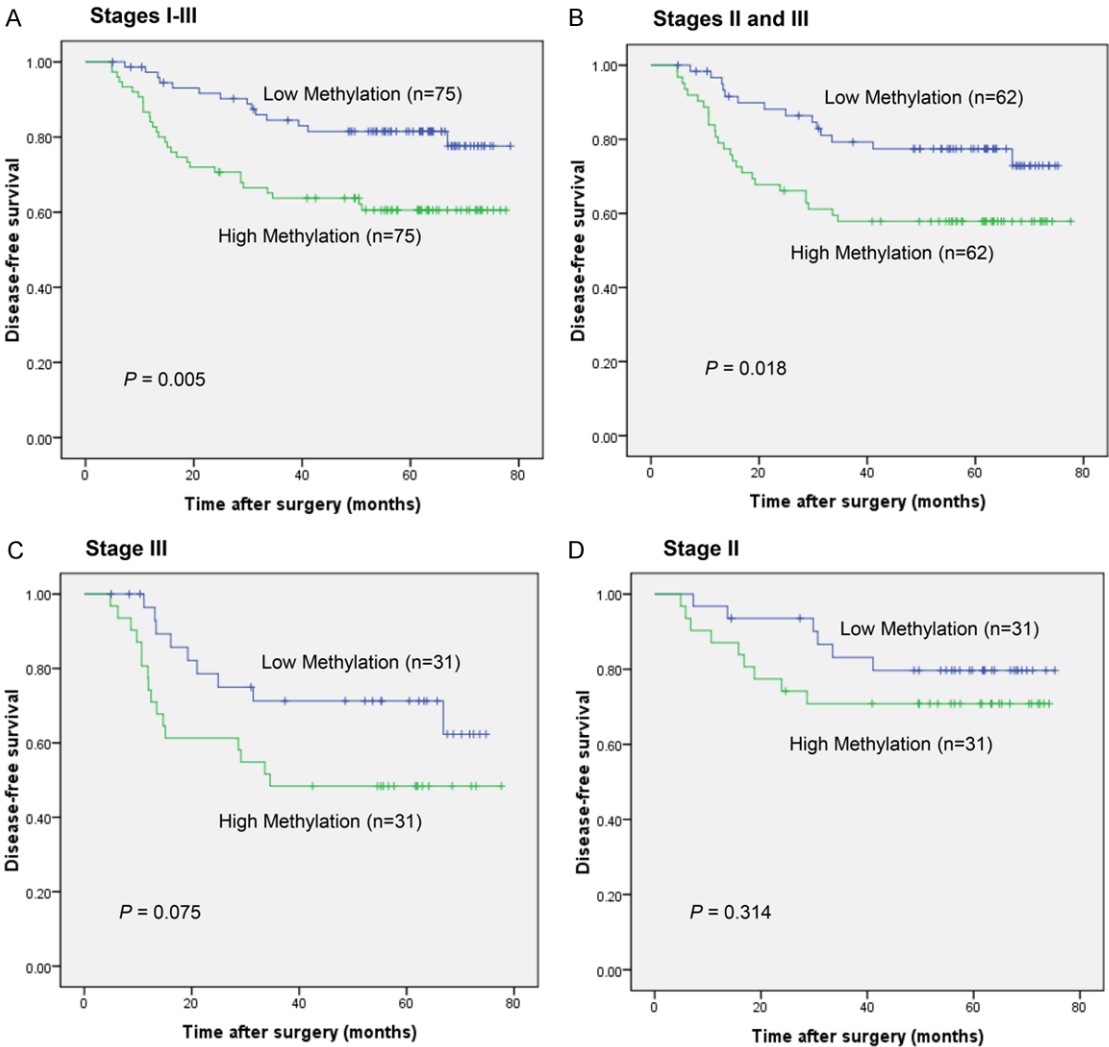 A
Stages I-III
1.00
0.80
0.60
0.40
0.20
0.00
Disease-free survival
Low Methylation (n=75)
High Methylation (n=75)
P = 0.005
0 20 40 60 80
Time after surgery (months)
B
Stages II and III
1.00
0.80
0.60
0.40
0.20
0.00
Disease-free survival
Low Methylation (n=62)
High Methylation (n=62)
P = 0.018
0 20 40 60 80
Time after surgery (months)
C
Stage III
1.00
0.80
0.60
0.40
0.20
0.00
Disease-free survival
Low Methylation (n=31)
High Methylation (n=31)
P = 0.075
0 20 40 60 80
Time after surgery (months)
D
Stage II
1.00
0.80
0.60
0.40
0.20
0.00
Disease-free survival
Low Methylation (n=31)
High Methylation (n=31)
P = 0.314
0 20 40 60 80
Time after surgery (months)